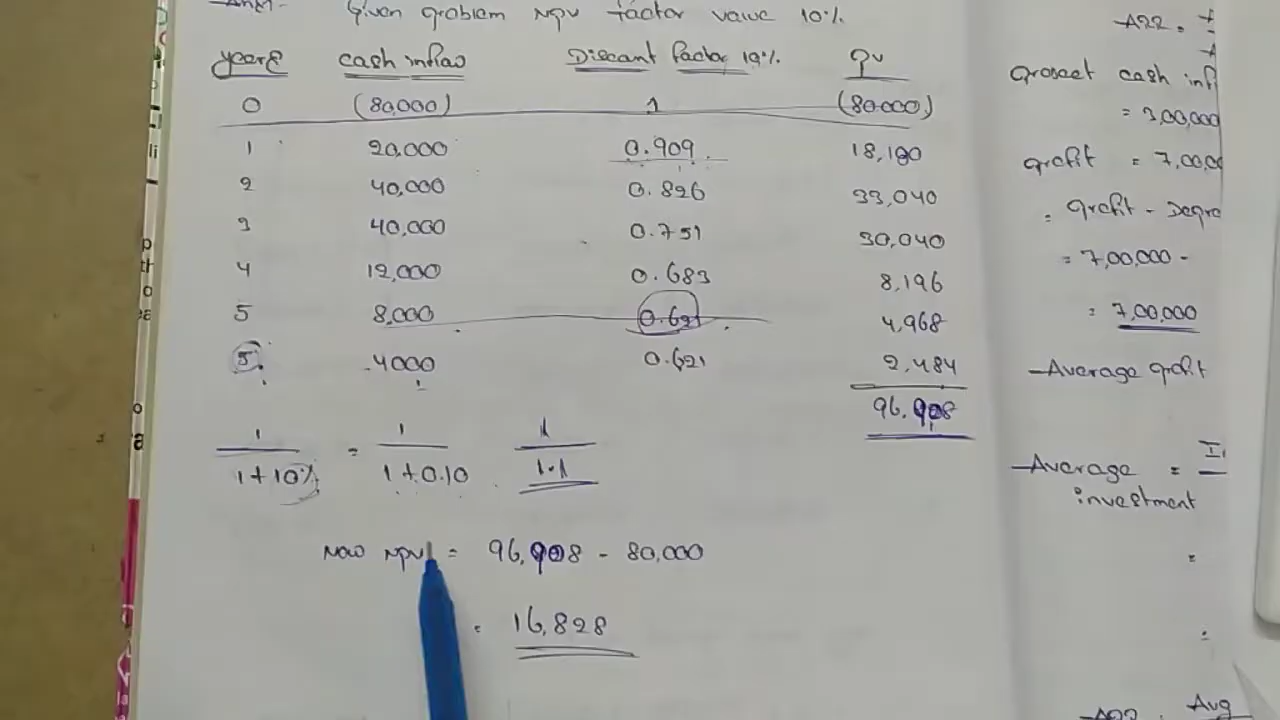 Given problem NPV factor value 10%.
years cash inflao Discant factor 10% PV
0 (80,000) 1 (80,000)
1 20,000 0.909 18,180
2 40,000 0.826 33,040
3 40,000 0.751 30,040
4 12,000 0.683 8,196
5 8,000 0.621 4,968
5 4000 0.621 2,484
96,908
1 / 1+10% = 1 / 1+0.10 1 / 1.1
Now NPV = 96,908 - 80,000
= 16,828
ARR =
cash inf
= 3,00,000
profit = 7,00,00
= profit - Depre
= 7,00,000 -
= 7,00,000
Average profit
Average =
investment
=
Avg